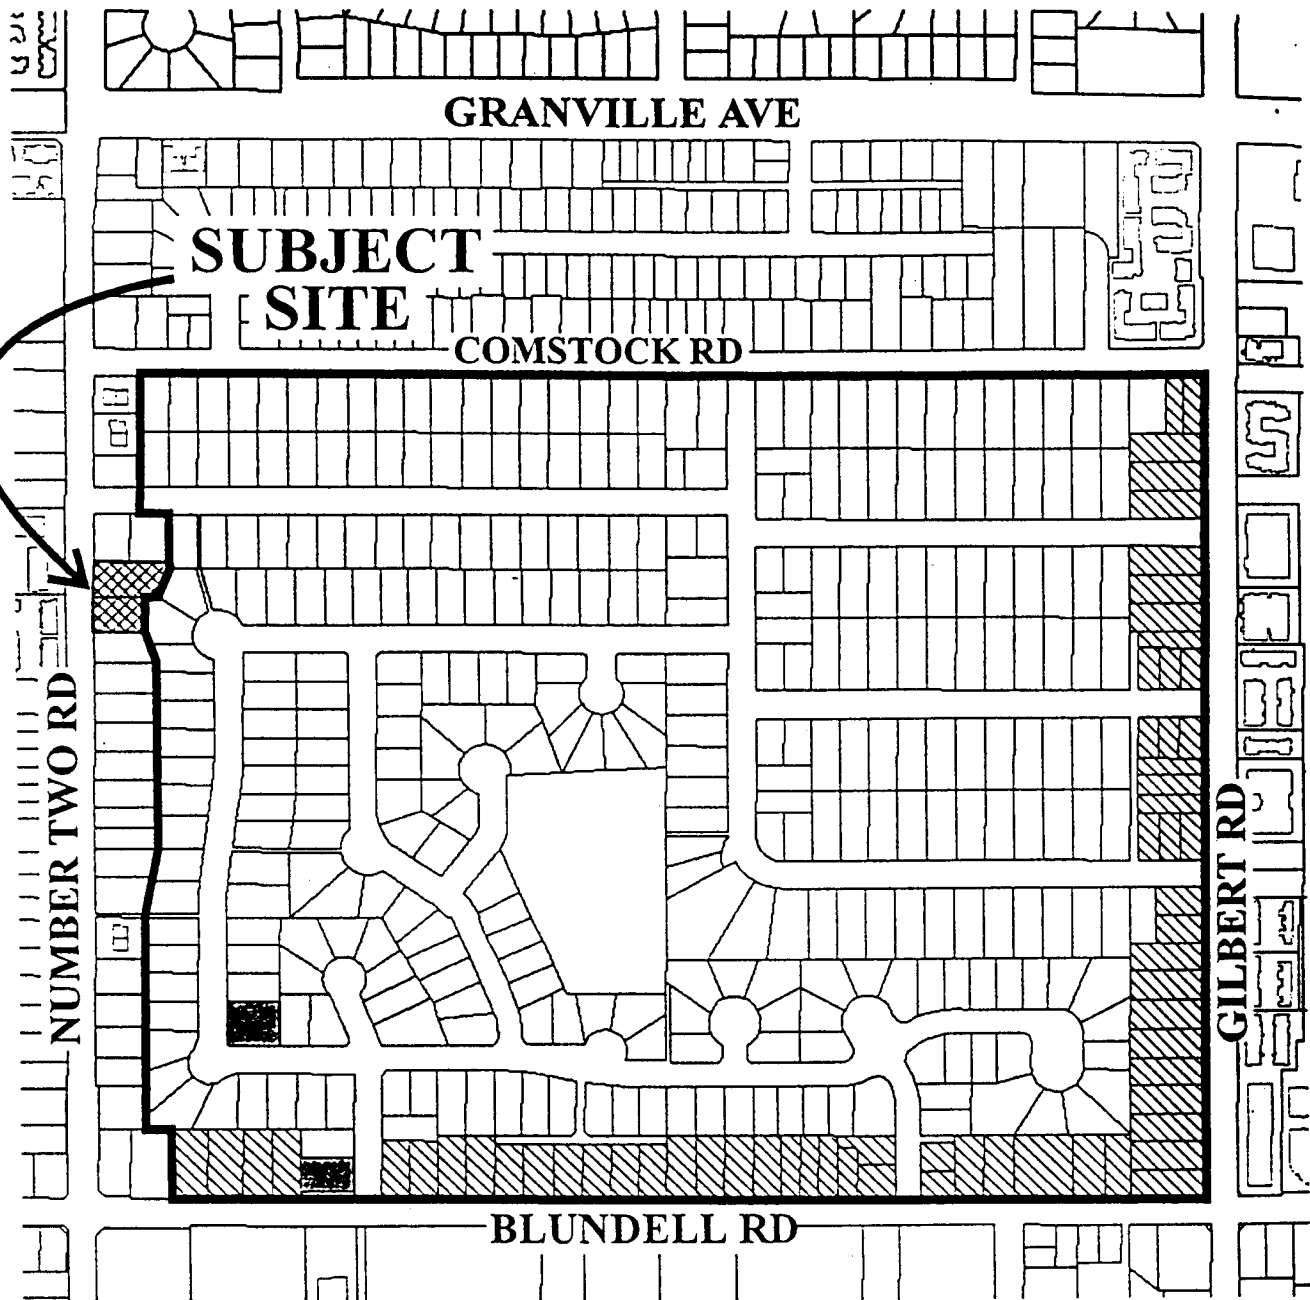 GRANVILLE AVE
SUBJECT
SITE
COMSTOCK RD
NUMBER TWO RD
GILBERT RD
BLUNDELL RD